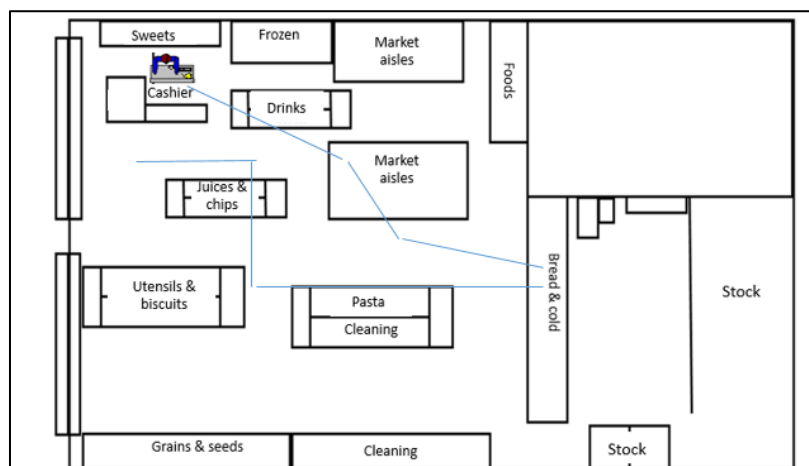 Sweets
Frozen
Market
aisles
Foods
Cashier
Drinks
Market
aisles
Juices &
chips
Utensils &
biscuits
Pasta
Cleaning
Bread & cold
Stock
Grains & seeds
Cleaning
Stock